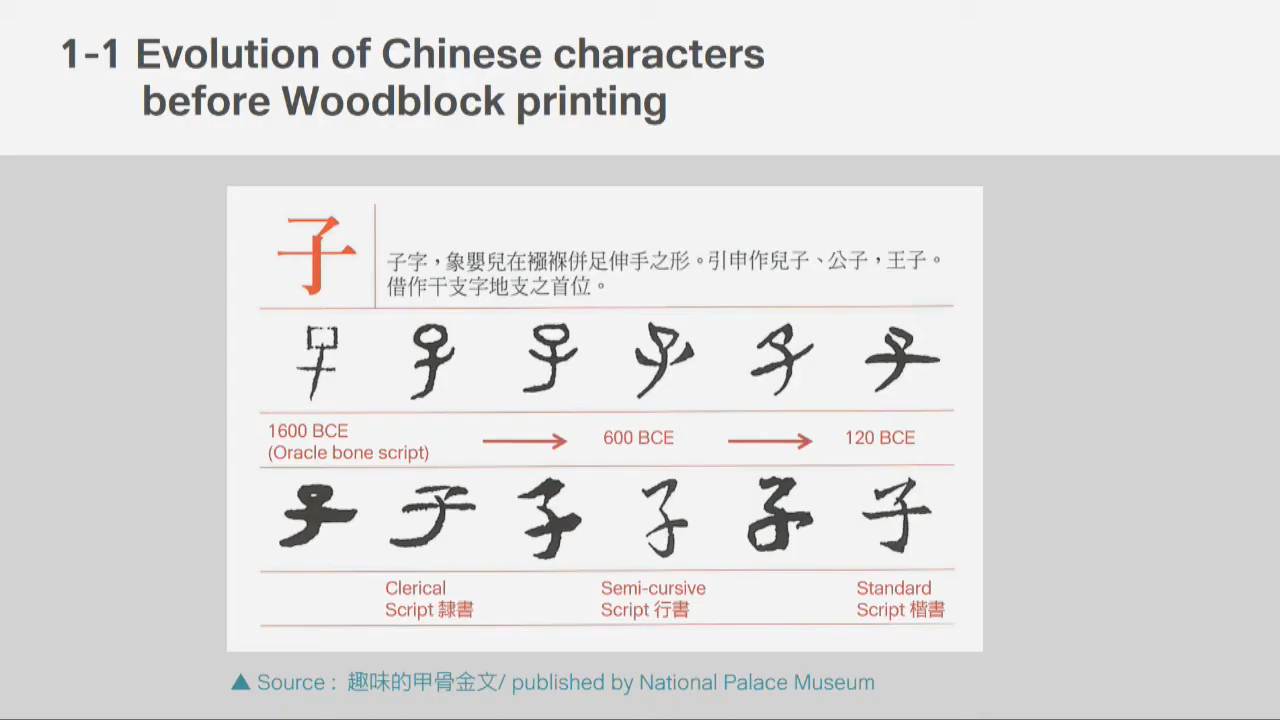 1-1 Evolution of Chinese characters
before Woodblock printing
子
子字，象嬰兒在襁褓併足伸手之形。引申作兒子、公子，王子。
借作干支字地支之首位。
1600 BCE
(Oracle bone script)
600 BCE
120 BCE
Clerical
Script 隸書
Semi-cursive
Script 行書
Standard
Script 楷書
▲ Source : 趣味的甲骨金文/ published by National Palace Museum